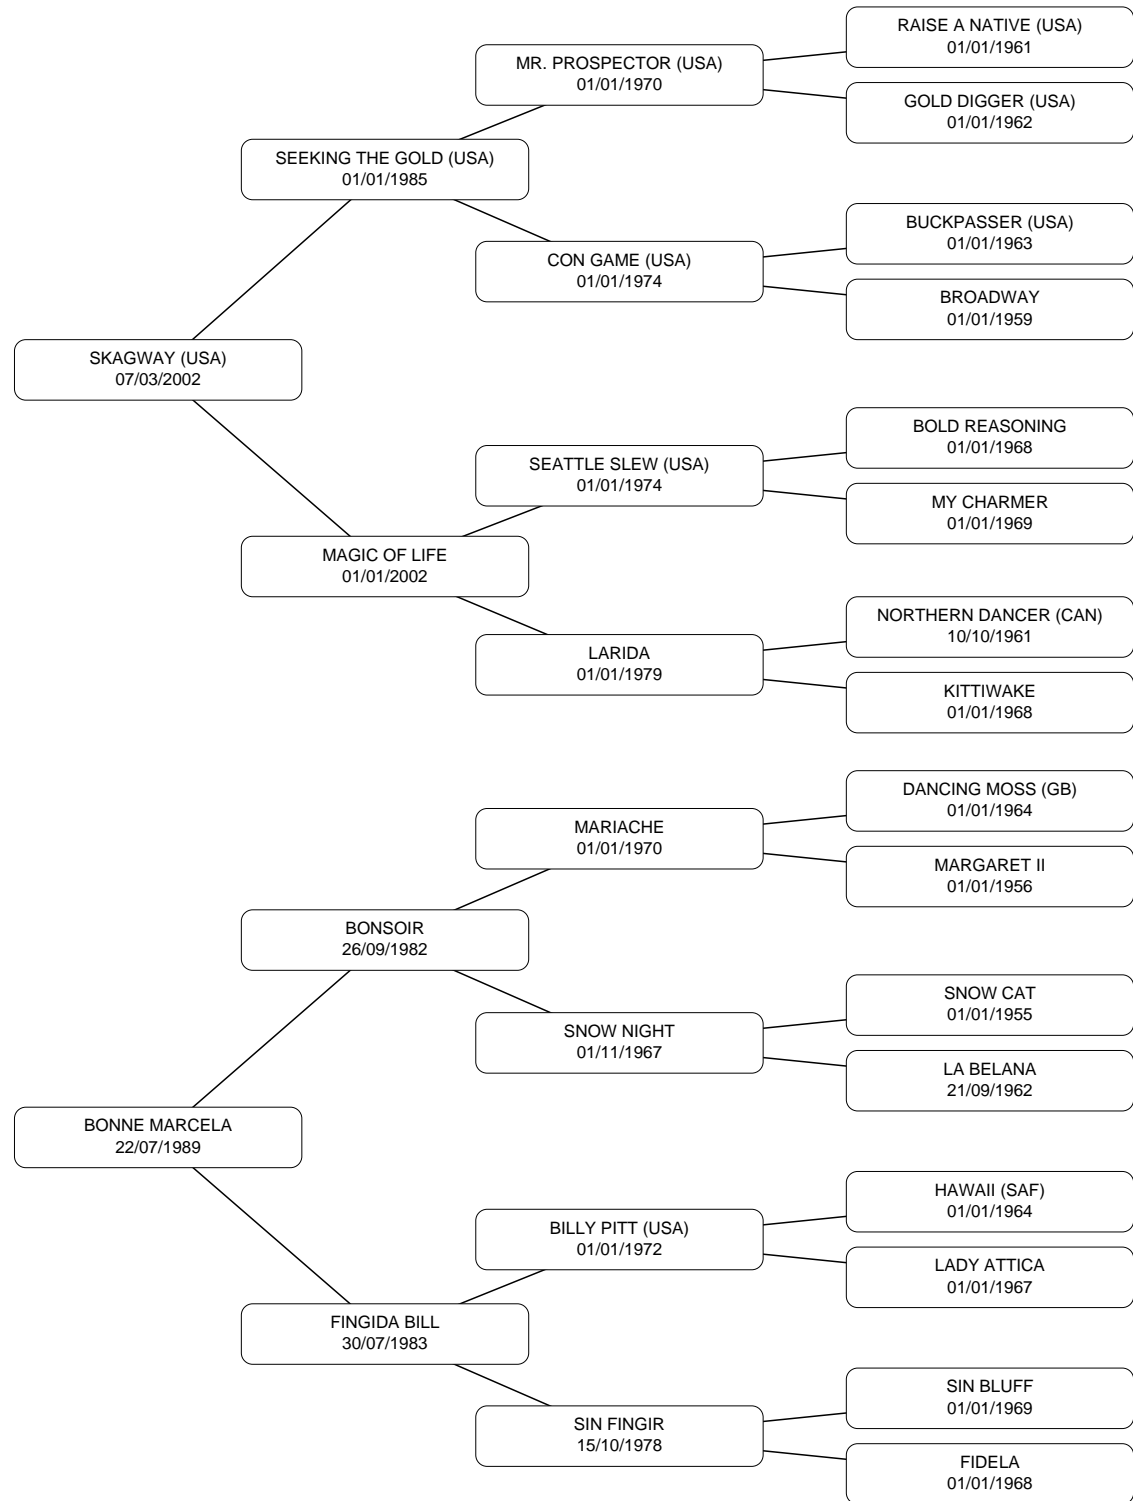 RAISE A NATIVE (USA)
01/01/1961
MR. PROSPECTOR (USA)
01/01/1970
GOLD DIGGER (USA)
01/01/1962
SEEKING THE GOLD (USA)
01/01/1985
BUCKPASSER (USA)
01/01/1963
CON GAME (USA)
01/01/1974
BROADWAY
01/01/1959
SKAGWAY (USA)
07/03/2002
BOLD REASONING
01/01/1968
SEATTLE SLEW (USA)
01/01/1974
MY CHARMER
01/01/1969
MAGIC OF LIFE
01/01/2002
NORTHERN DANCER (CAN)
10/10/1961
LARIDA
01/01/1979
KITTIWAKE
01/01/1968
DANCING MOSS (GB)
01/01/1964
MARIACHE
01/01/1970
MARGARET II
01/01/1956
BONSOIR
26/09/1982
SNOW CAT
01/01/1955
SNOW NIGHT
01/11/1967
LA BELANA
21/09/1962
BONNE MARCELA
22/07/1989
HAWAII (SAF)
01/01/1964
BILLY PITT (USA)
01/01/1972
LADY ATTICA
01/01/1967
FINGIDA BILL
30/07/1983
SIN BLUFF
01/01/1969
SIN FINGIR
15/10/1978
FIDELA
01/01/1968